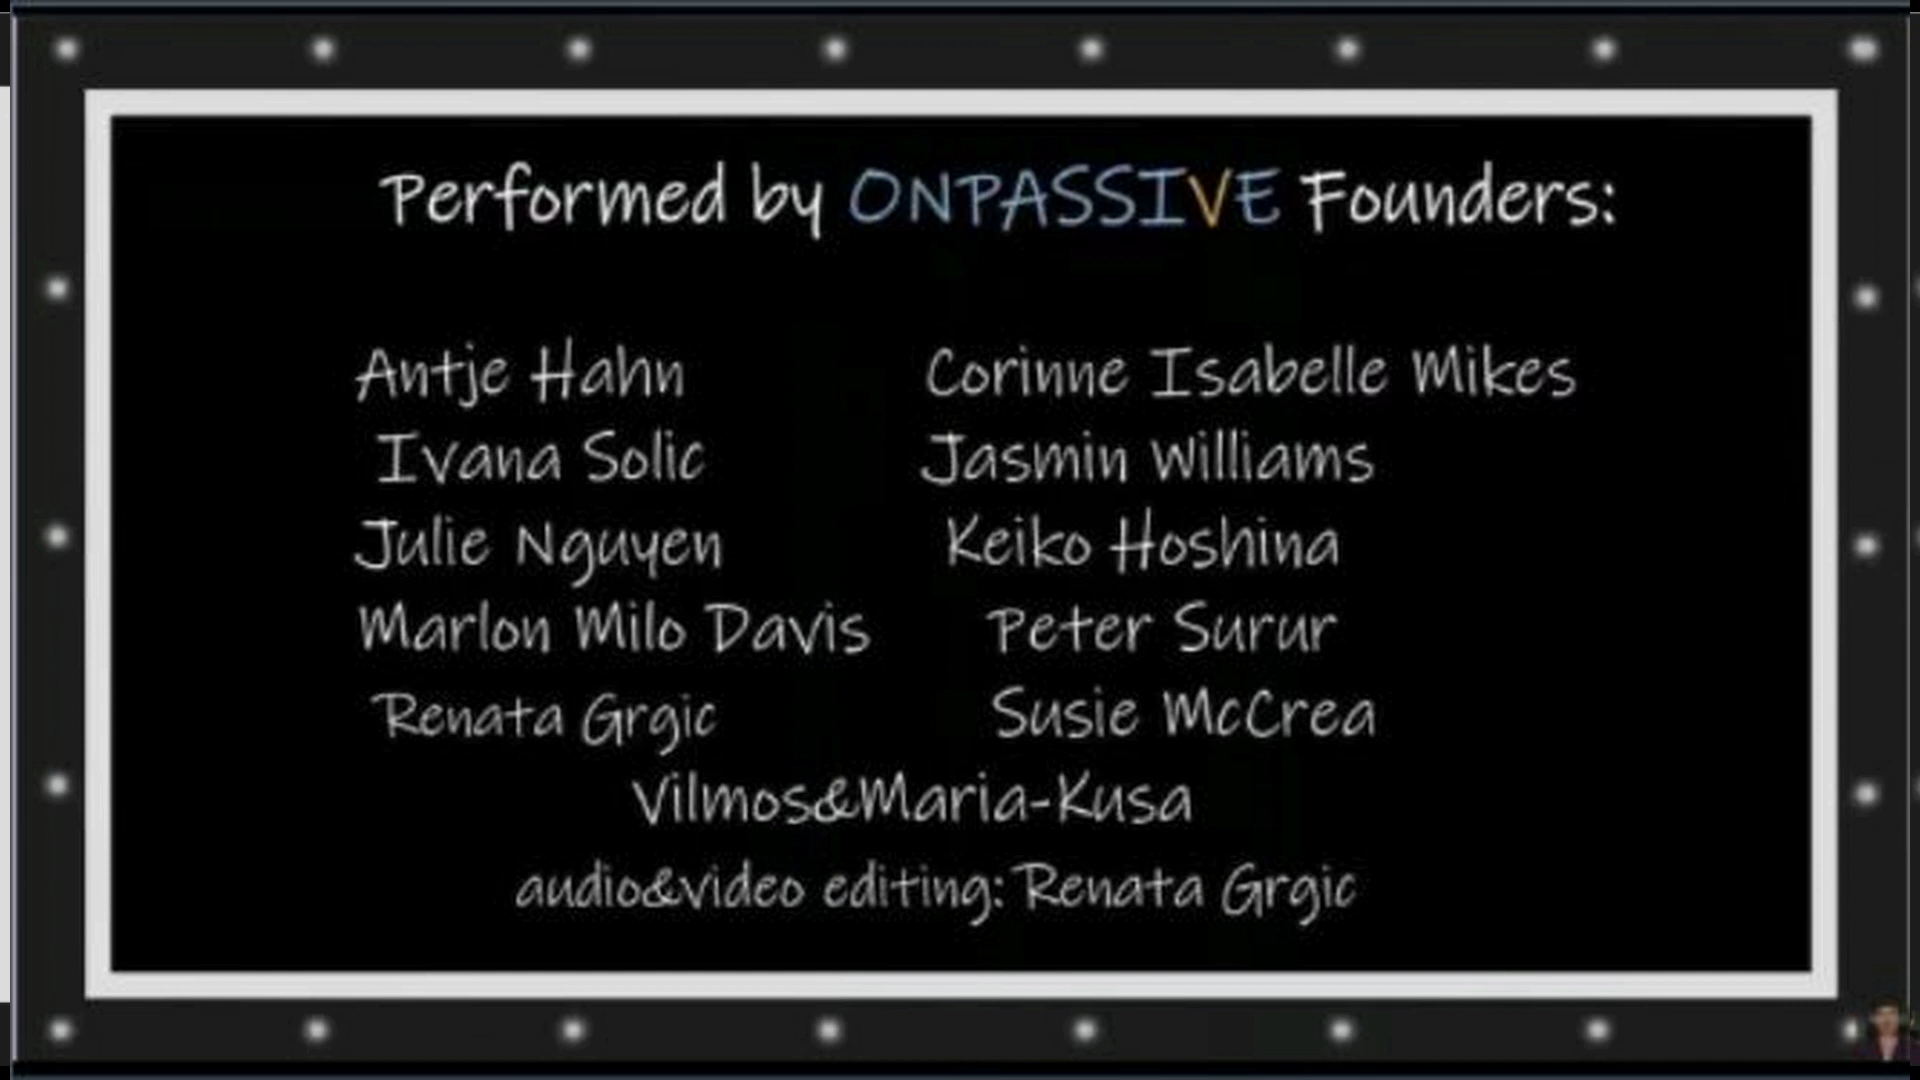 Performed by ONPASSIVE Founders:
Antje Hahn Corinne Isabelle Mikes
Ivana Solic Jasmin Williams
Julie Nguyen Keiko Hoshina
Marlon Milo Davis Peter Surur
Renata Grgic Susie McCrea
Vilmos&Maria-Kusa
audio&video editing: Renata Grgic